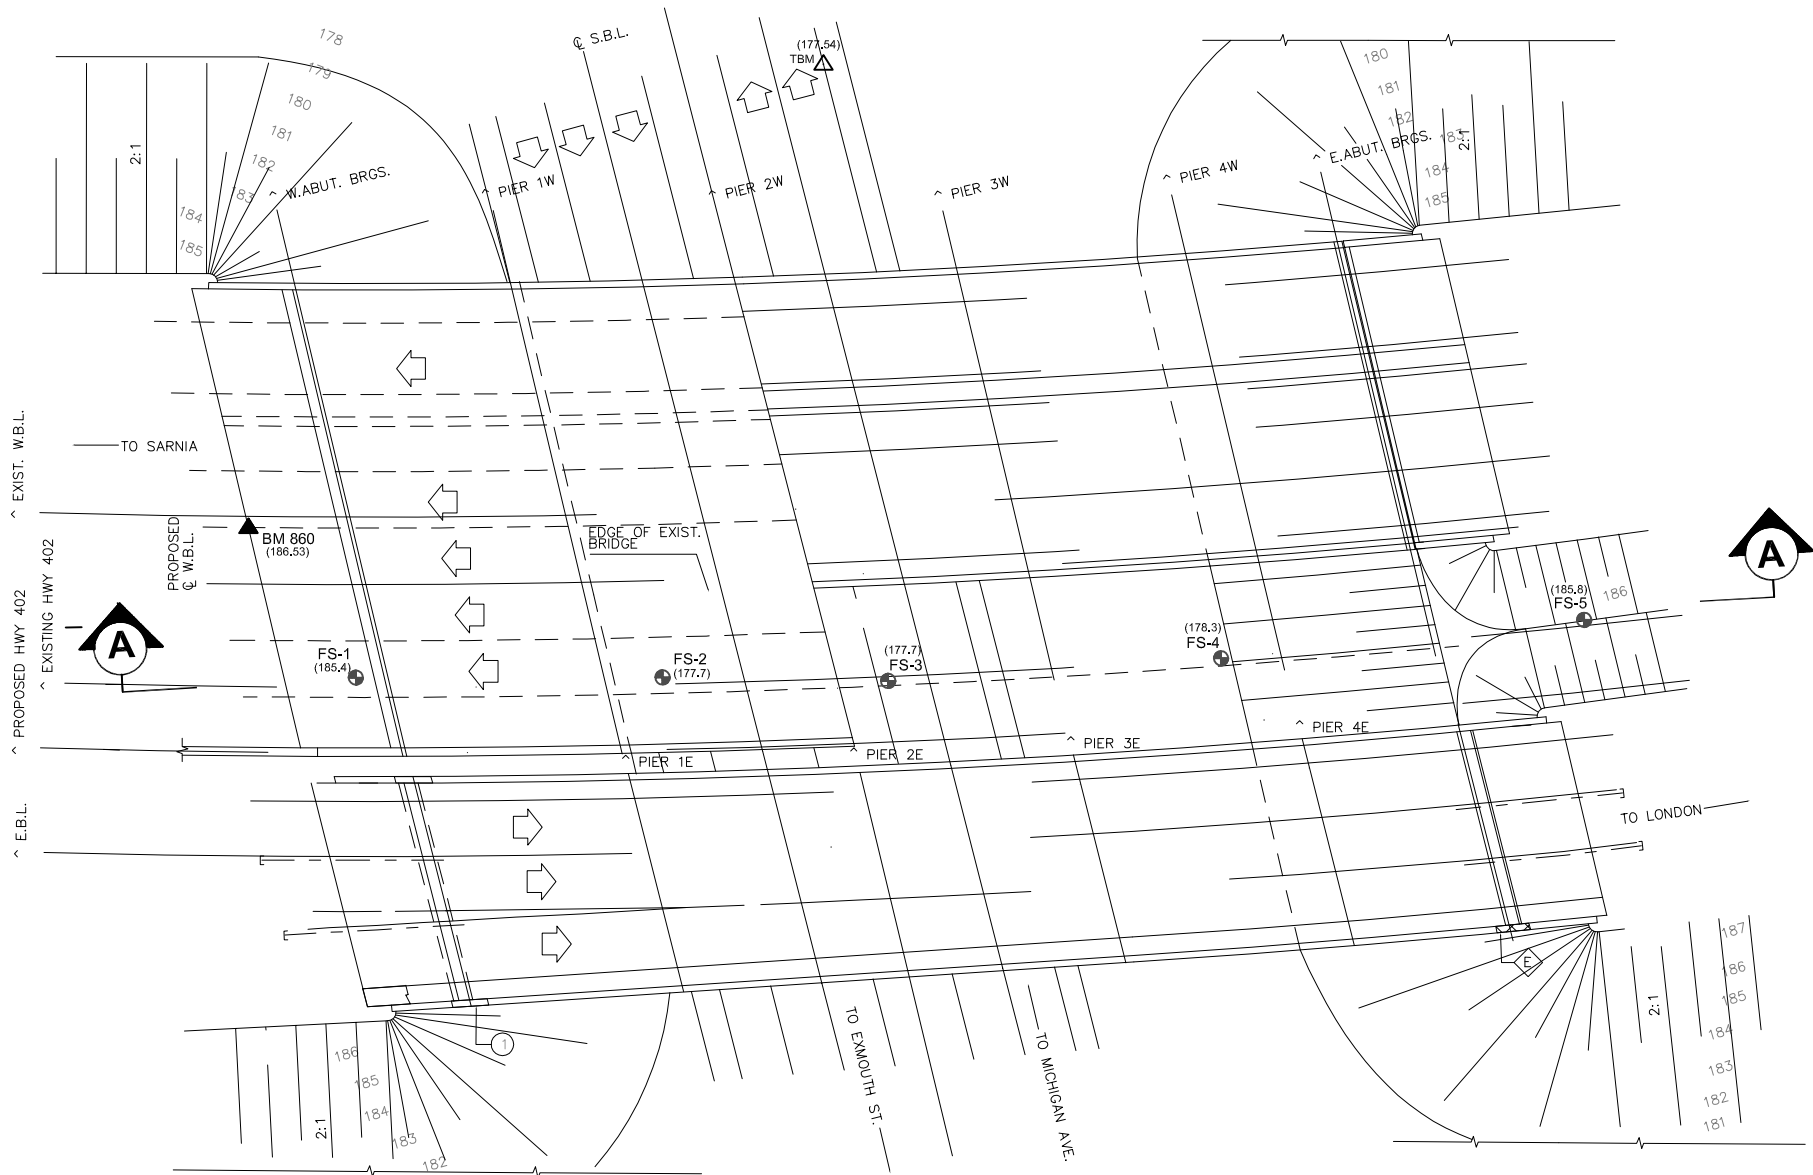 178
179
180
181
182
183
184
185
2:1
^ W.ABUT. BRGS.
^ PIER 1W
℄ S.B.L.
^ PIER 2W
(177.54)
TBM
^ PIER 3W
^ PIER 4W
^ E.ABUT. BRGS.
180
181
182
183
184
185
2:1
^ EXIST. W.B.L.
TO SARNIA
PROPOSED
℄ W.B.L.
BM 860
(186.53)
EDGE OF EXIST.
BRIDGE
^ PROPOSED HWY 402
^ EXISTING HWY 402
A
FS-1
(185.4)
FS-2
(177.7)
(177.7)
FS-3
(178.3)
FS-4
(185.8)
FS-5
186
A
^ PIER 1E
^ PIER 2E
^ PIER 3E
^ PIER 4E
^ E.B.L.
TO LONDON
E
1
TO EXMOUTH ST.
TO MICHIGAN AVE.
186
185
184
183
182
2:1
187
186
185
184
183
182
181
2:1